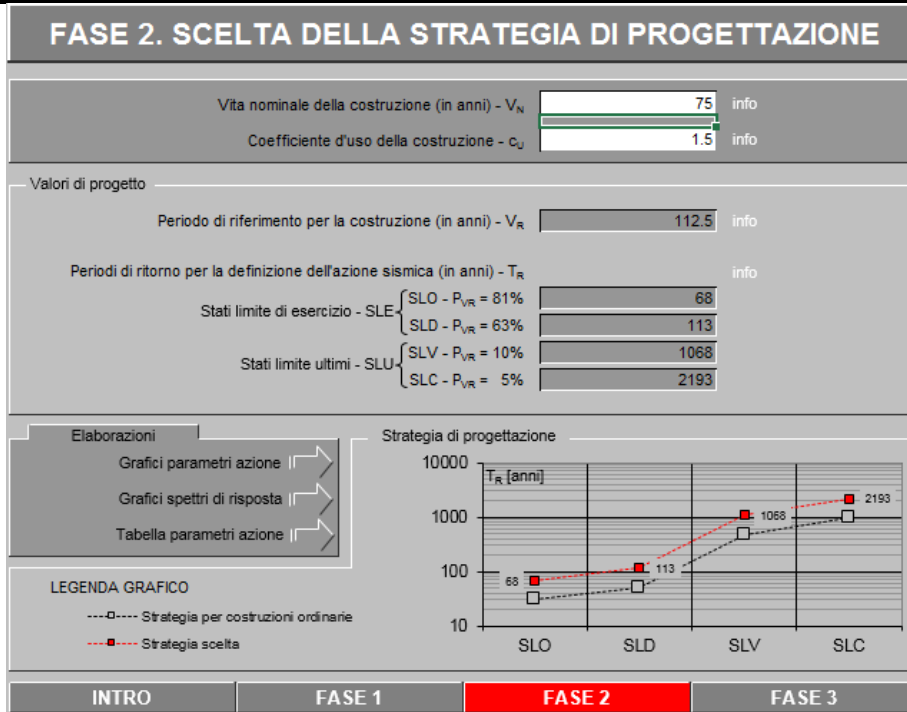 FASE 2. SCELTA DELLA STRATEGIA DI PROGETTAZIONE
Vita nominale della costruzione (in anni) - VN 75 info
Coefficiente d'uso della costruzione - cU 1.5 info
Valori di progetto
Periodo di riferimento per la costruzione (in anni) - VR 112.5 info
Periodi di ritorno per la definizione dell'azione sismica (in anni) - TR info
Stati limite di esercizio - SLE
SLO - PVR = 81% 68
SLD - PVR = 63% 113
Stati limite ultimi - SLU
SLV - PVR = 10% 1068
SLC - PVR = 5% 2193
Elaborazioni
Grafici parametri azione
Grafici spettri di risposta
Tabella parametri azione
LEGENDA GRAFICO
Strategia per costruzioni ordinarie
Strategia scelta
Strategia di progettazione
TR [anni]
10000
1000
100
10
68
113
1068
2193
SLO SLD SLV SLC
INTRO FASE 1 FASE 2 FASE 3